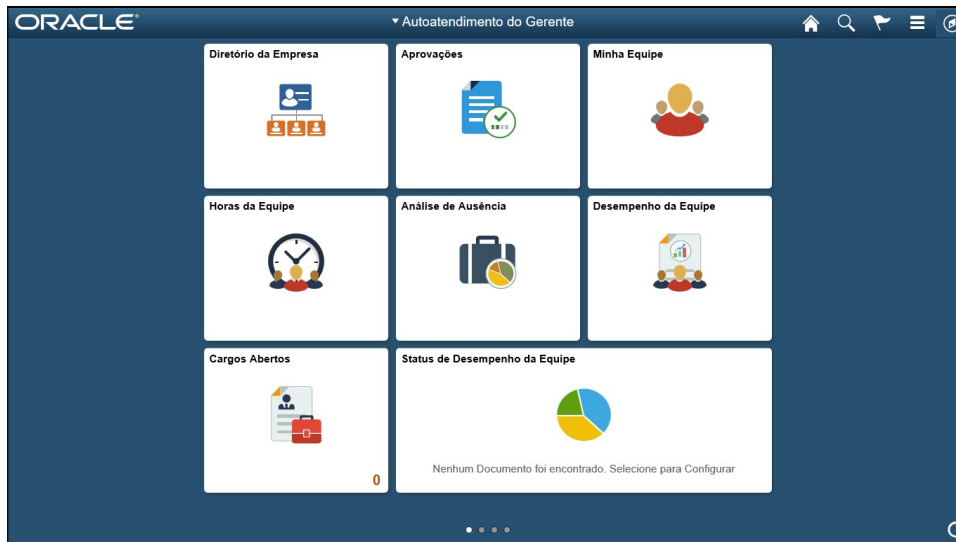 ORACLE®
Autoatendimento do Gerente
Diretório da Empresa
Aprovações
Minha Equipe
Horas da Equipe
Análise de Ausência
Desempenho da Equipe
Cargos Abertos
0
Status de Desempenho da Equipe
Nenhum Documento foi encontrado. Selecione para Configurar